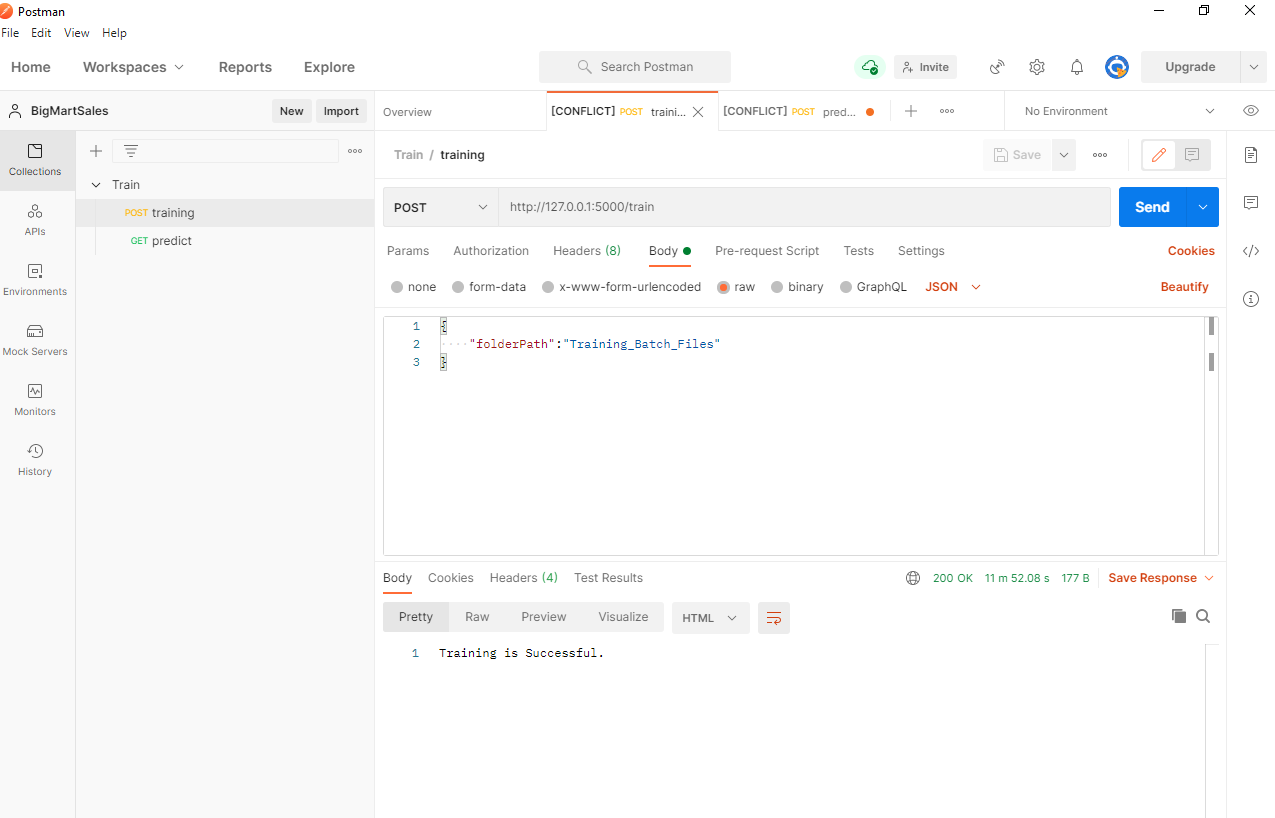 Postman
File Edit View Help
Home Workspaces Reports Explore Search Postman Invite Upgrade
BigMartSales New Import
Overview [CONFLICT] POST traini... [CONFLICT] POST pred... No Environment
Collections
APIs
Environments
Mock Servers
Monitors
History
Train
POST training
GET predict
Train / training Save
POST http://127.0.0.1:5000/train Send
Params Authorization Headers (8) Body Pre-request Script Tests Settings Cookies
none form-data x-www-form-urlencoded raw binary GraphQL JSON Beautify
1 {
2 "folderPath":"Training_Batch_Files"
3 }
Body Cookies Headers (4) Test Results 200 OK 11 m 52.08 s 177 B Save Response
Pretty Raw Preview Visualize HTML
1 Training is Successful.